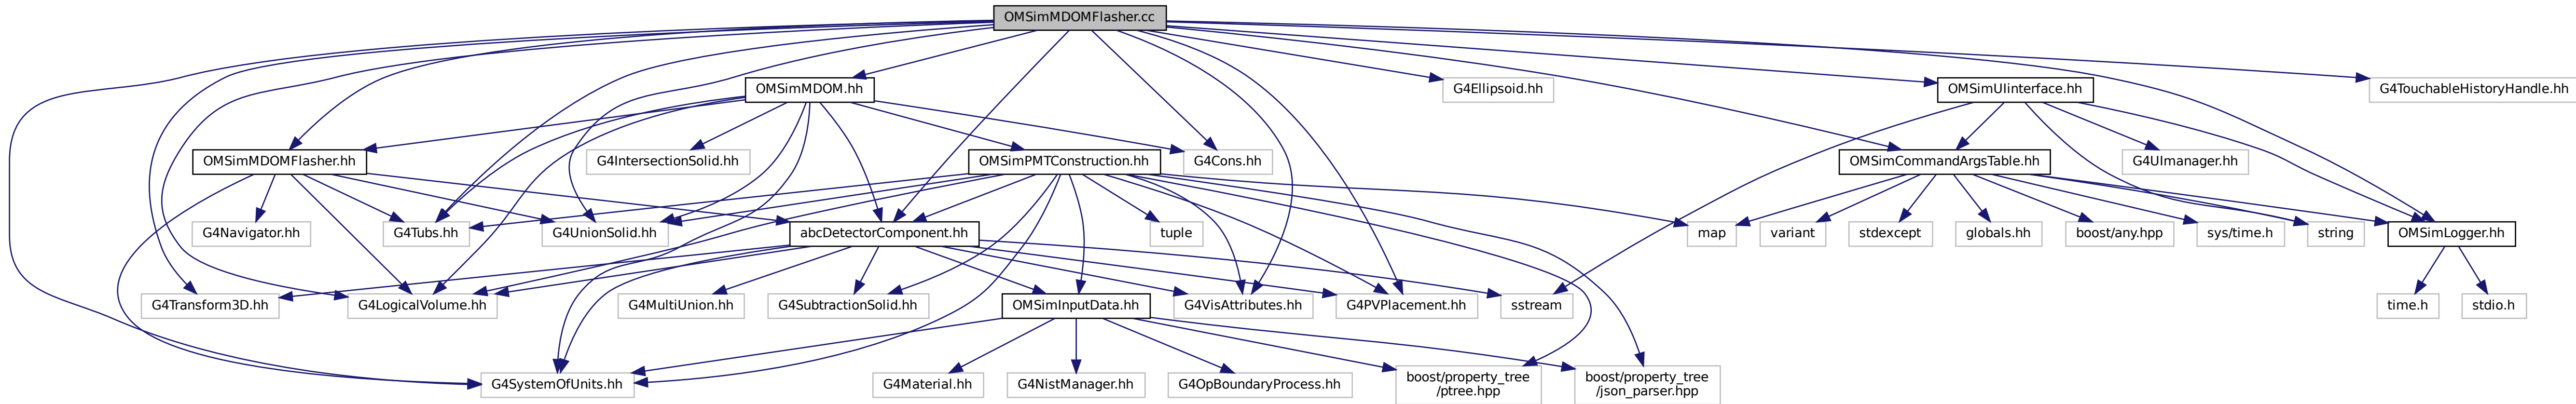 OMSimMDOMFlasher.cc
OMSimMDOM.hh
G4Ellipsoid.hh
OMSimUIinterface.hh
G4TouchableHistoryHandle.hh
OMSimMDOMFlasher.hh
G4IntersectionSolid.hh
OMSimPMTConstruction.hh
G4Cons.hh
OMSimCommandArgsTable.hh
G4UImanager.hh
G4Navigator.hh
G4Tubs.hh
G4UnionSolid.hh
abcDetectorComponent.hh
tuple
map
variant
stdexcept
globals.hh
boost/any.hpp
sys/time.h
string
OMSimLogger.hh
G4Transform3D.hh
G4LogicalVolume.hh
G4MultiUnion.hh
G4SubtractionSolid.hh
OMSimInputData.hh
G4VisAttributes.hh
G4PVPlacement.hh
sstream
time.h
stdio.h
G4SystemOfUnits.hh
G4Material.hh
G4NistManager.hh
G4OpBoundaryProcess.hh
boost/property_tree
/ptree.hpp
boost/property_tree
/json_parser.hpp